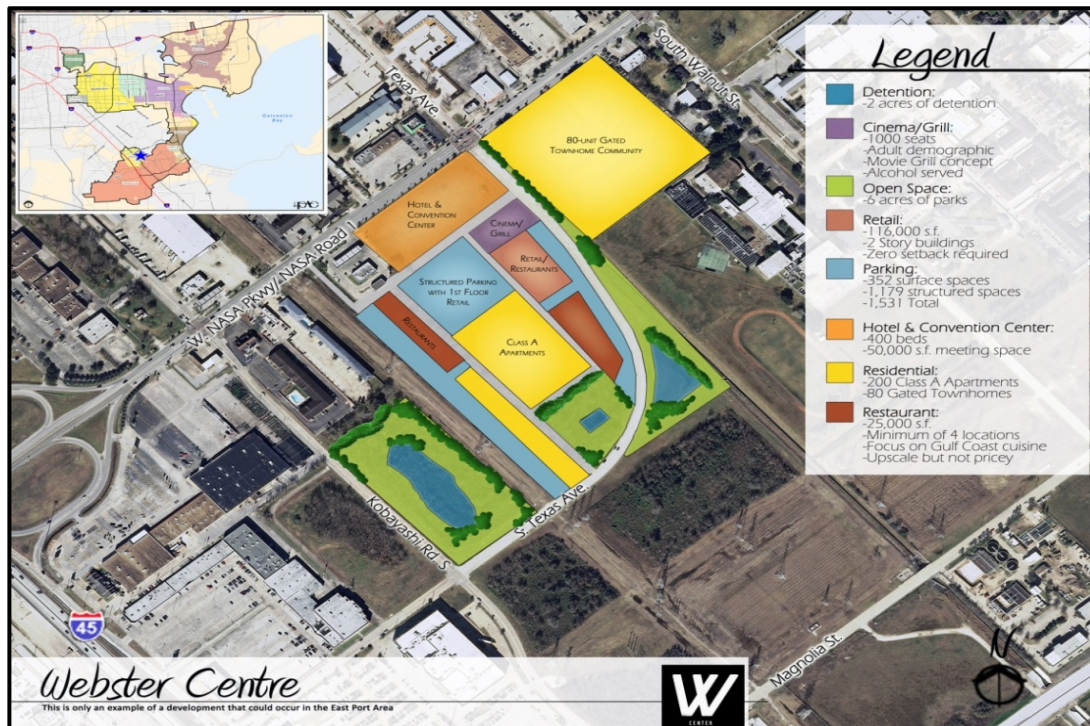 Legend
Detention:
-2 acres of detention
Cinema/Grill:
-1000 seats
-Adult demographic
-Movie Grill concept
-Alcohol served
Open Space:
-6 acres of parks
Retail:
-116,000 s.f.
-2 Story buildings
-Zero setback required
Parking:
-352 surface spaces
-1,179 structured spaces
-1,531 Total
Hotel & Convention Center:
-400 beds
-50,000 s.f. meeting space
Residential:
-200 Class A Apartments
-80 Gated Townhomes
Restaurant:
-25,000 s.f.
-Minimum of 4 locations
-Focus on Gulf Coast cuisine
-Upscale but not pricey
Galveston
Bay
Texas Ave
South Walnut St.
80-UNIT GATED
TOWNHOME COMMUNITY
HOTEL &
CONVENTION
CENTER
CINEMA/
GRILL
RETAIL/
RESTAURANTS
STRUCTURED PARKING
WITH 1ST FLOOR
RETAIL
RESTAURANTS
CLASS A
APARTMENTS
W. NASA Pkwy/NASA Road 1
Kobayashi Rd. S
S. Texas Ave.
Magnolia St.
45
N
Webster Centre
This is only an example of a development that could occur in the East Port Area
W
CENTER